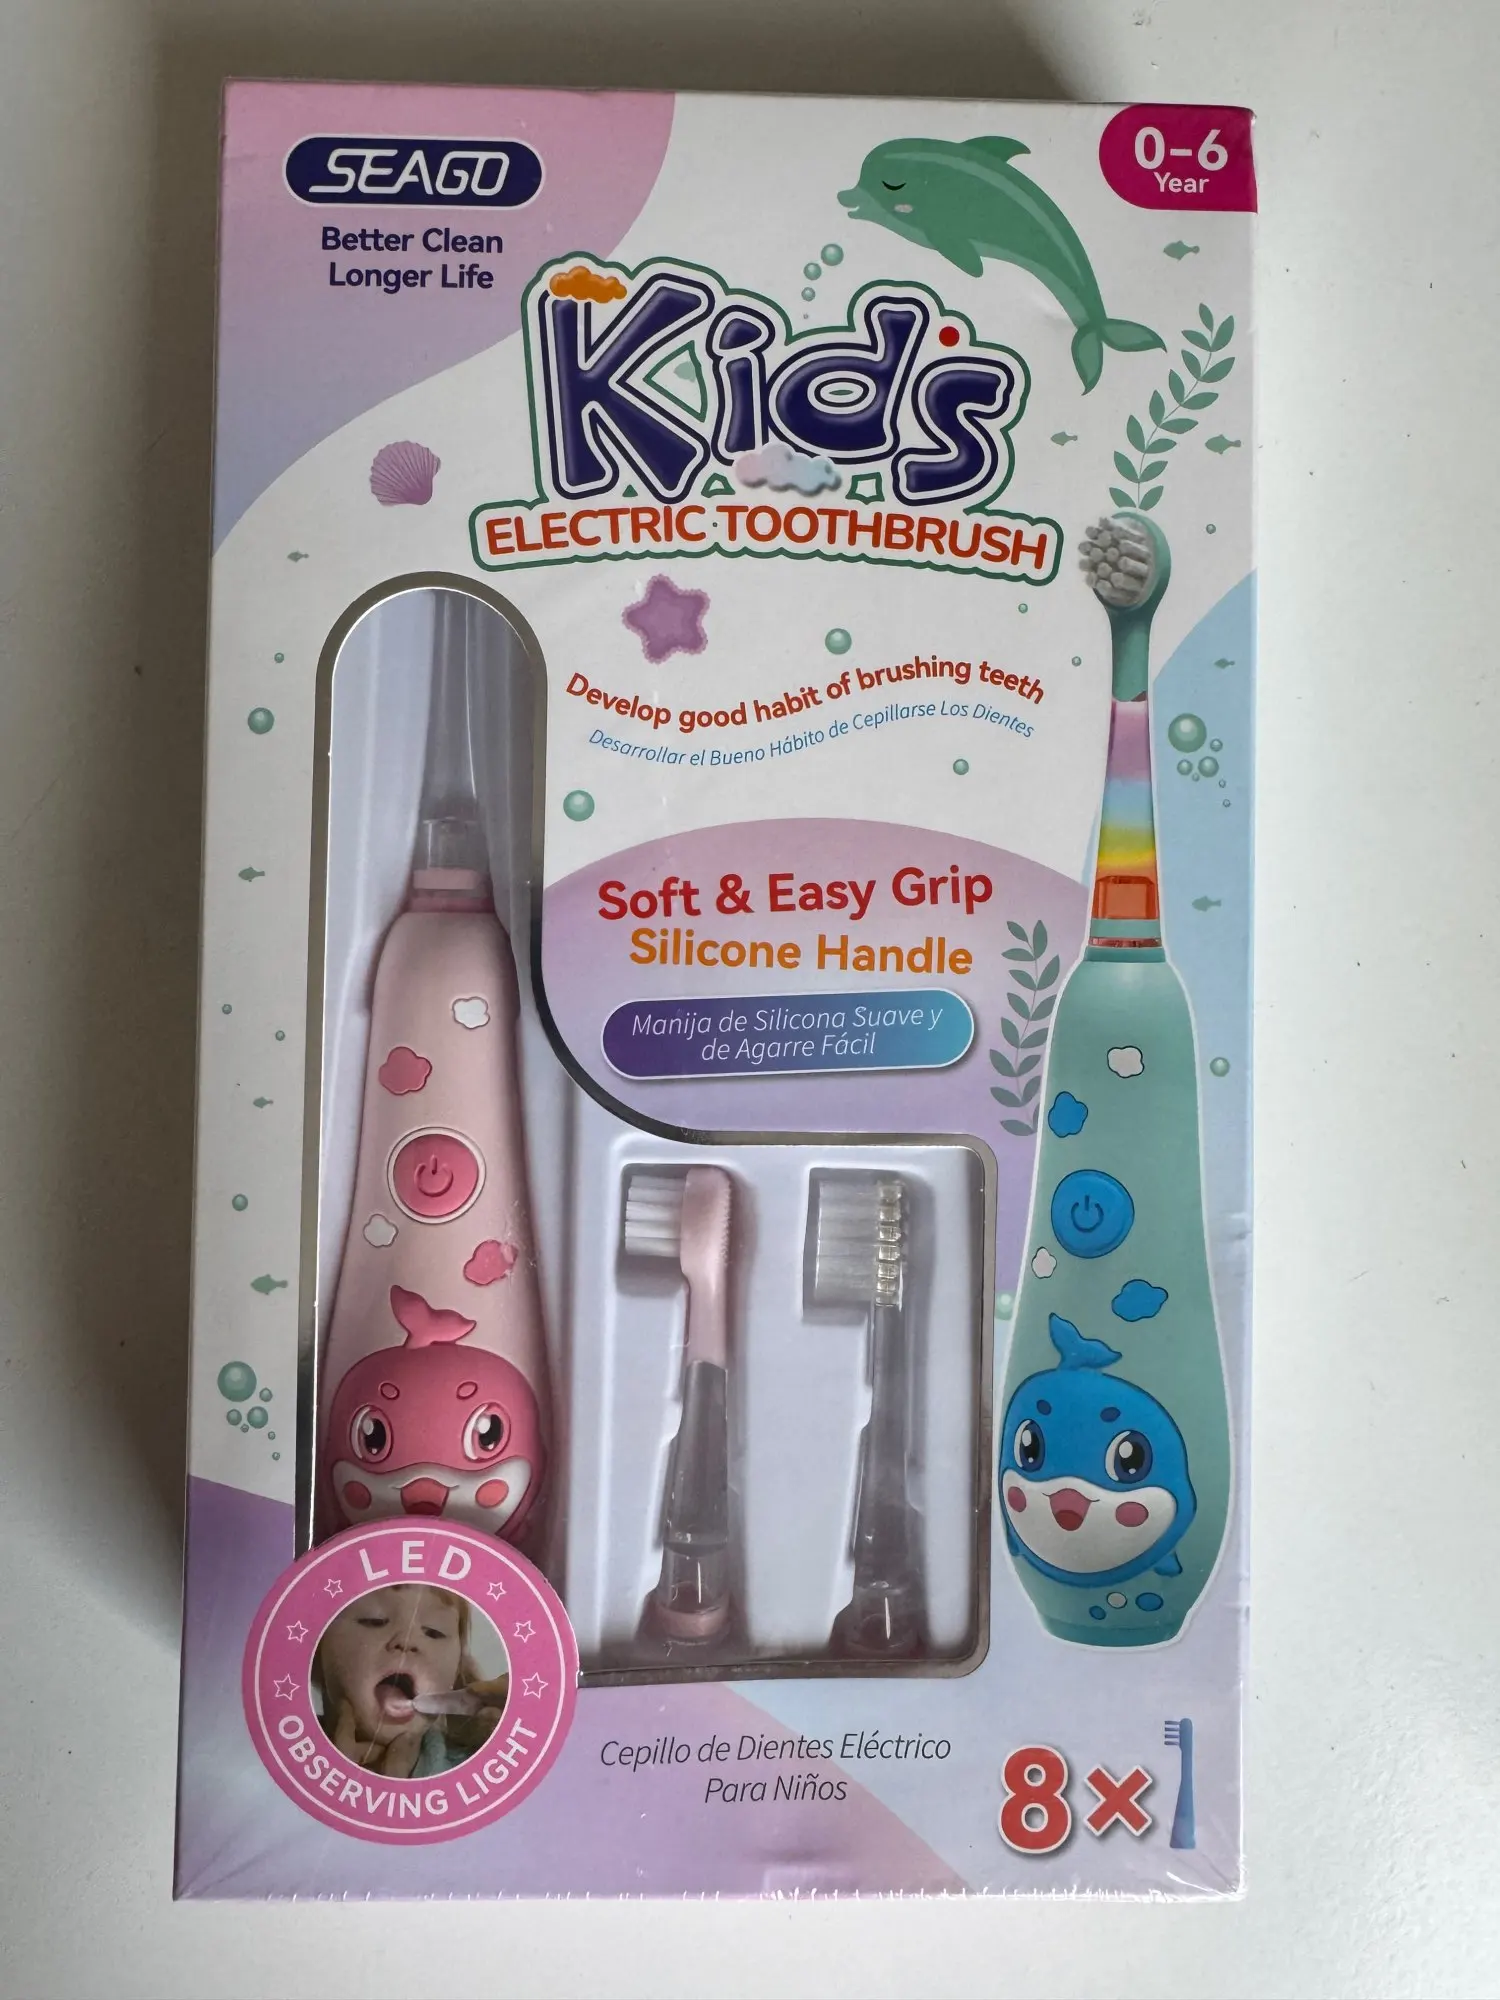 SEAGO
Better Clean
Longer Life
0-6
Year
Kid's
ELECTRIC TOOTHBRUSH
Develop good habit of brushing teeth
Desarrollar el Bueno Hábito de Cepillarse Los Dientes
Soft & Easy Grip
Silicone Handle
Manija de Silicona Suave y
de Agarre Fácil
LED
OBSERVING LIGHT
Cepillo de Dientes Eléctrico
Para Niños
8×